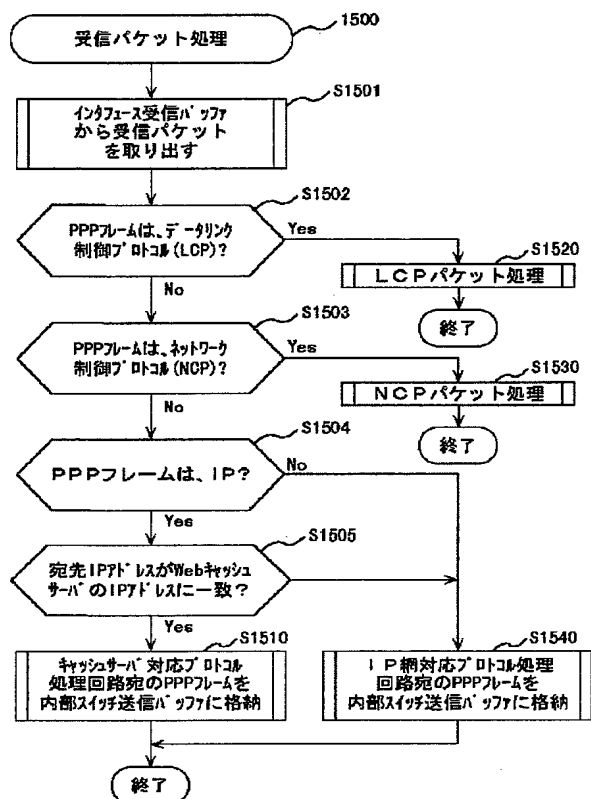 受信パケット処理
1500
S1501
インタフェース受信バッファ
から受信パケット
を取り出す
S1502
PPPフレームは、データリンク
制御プロトコル(LCP)?
Yes
No
S1520
LCPパケット処理
終了
S1503
PPPフレームは、ネットワーク
制御プロトコル(NCP)?
Yes
No
S1530
NCPパケット処理
終了
S1504
PPPフレームは、IP?
No
Yes
S1505
宛先IPアドレスがWebキャッシュ
サーバのIPアドレスに一致?
Yes
S1510
キャッシュサーバ対応プロトコル
処理回路宛のPPPフレームを
内部スイッチ送信バッファに格納
S1540
IP網対応プロトコル処理
回路宛のPPPフレームを
内部スイッチ送信バッファに格納
終了